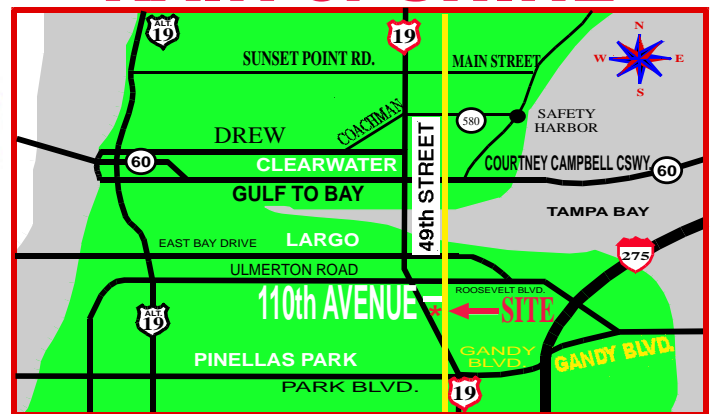 N
W E
S
ALT.
19
19
SUNSET POINT RD.
MAIN STREET
COACHMAN
580
SAFETY
HARBOR
DREW
60
CLEARWATER
COURTNEY CAMPBELL CSWY.
60
GULF TO BAY
49th STREET
TAMPA BAY
EAST BAY DRIVE
LARGO
275
ULMERTON ROAD
ROOSEVELT BLVD.
110th AVENUE
*
SITE
ALT.
19
PINELLAS PARK
GANDY
BLVD.
GANDY BLVD.
PARK BLVD.
19